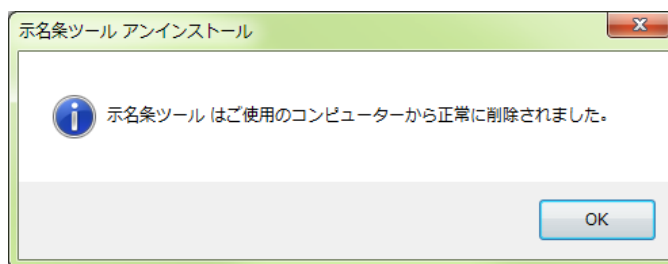 示名条ツール アンインストール
示名条ツール はご使用のコンピューターから正常に削除されました。
OK